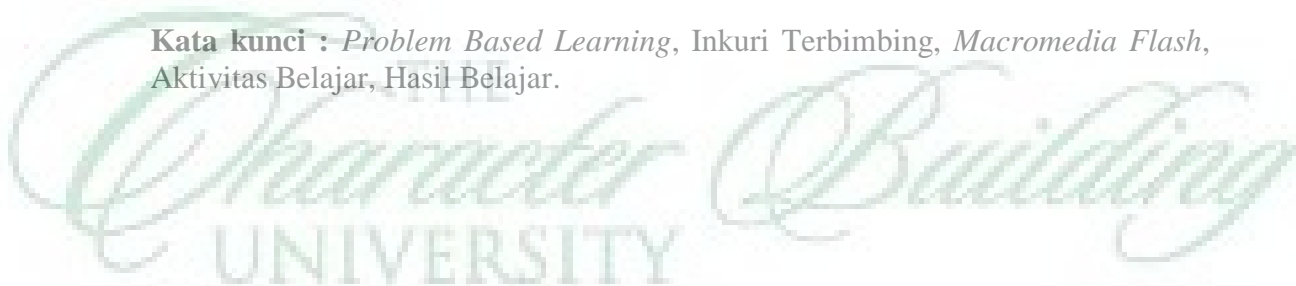 Kata kunci : Problem Based Learning, Inkuri Terbimbing, Macromedia Flash,
Aktivitas Belajar, Hasil Belajar.
THE
Character Building
UNIVERSITY